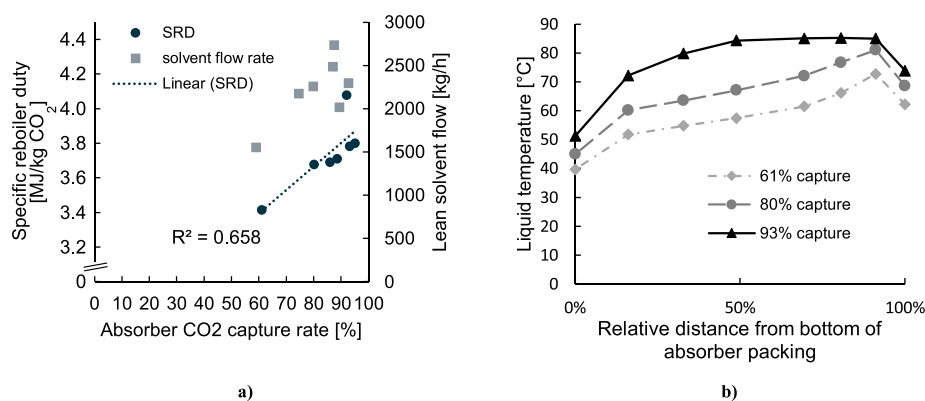 SRD
solvent flow rate
Linear (SRD)
4.4
4.2
4.0
3.8
3.6
3.4
3.2
0
Specific reboiler duty
[MJ/kg CO2]
R² = 0.658
3000
2500
2000
1500
1000
500
0
Lean solvent flow [kg/h]
0 10 20 30 40 50 60 70 80 90 100
Absorber CO2 capture rate [%]
a)
90
80
70
60
50
40
30
20
10
0
Liquid temperature [°C]
61% capture
80% capture
93% capture
0% 50% 100%
Relative distance from bottom of
absorber packing
b)